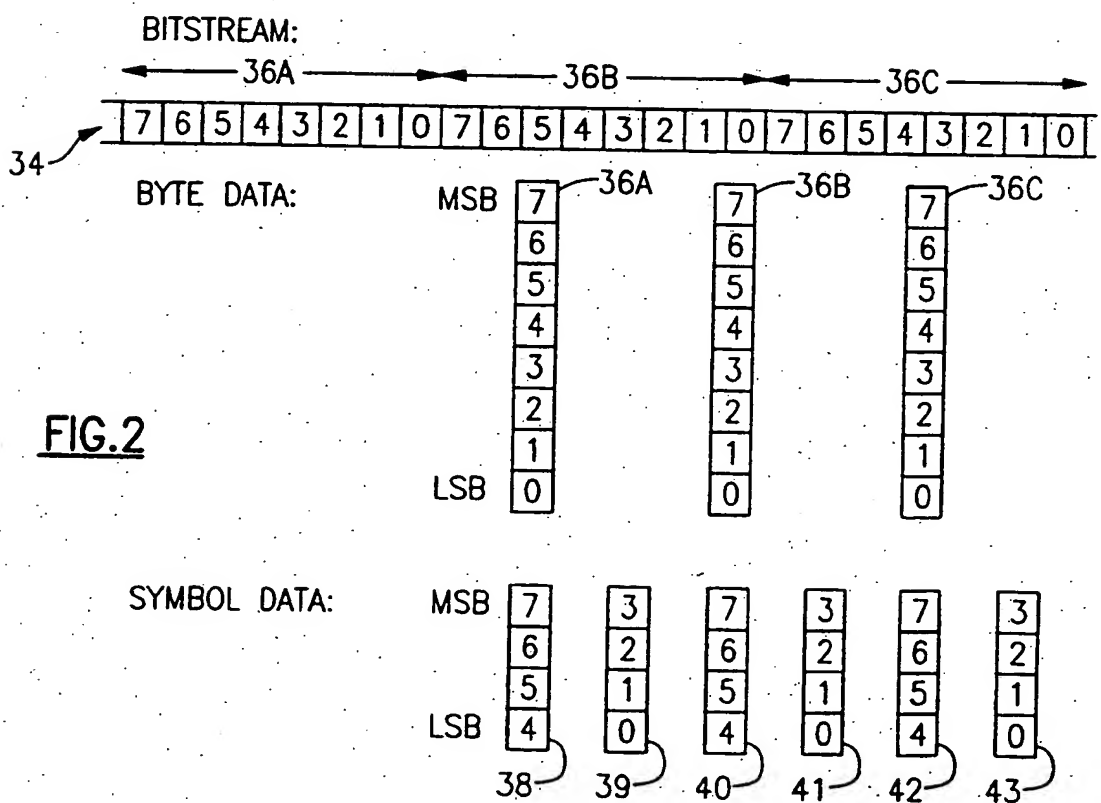 BITSTREAM:
36A 36B 36C
7 6 5 4 3 2 1 0 7 6 5 4 3 2 1 0 7 6 5 4 3 2 1 0
34
BYTE DATA: MSB 7 36A 7 36B 7 36C
6 6 6
5 5 5
4 4 4
3 3 3
2 2 2
FIG.2
1 1 1
LSB 0 0 0
SYMBOL DATA: MSB 7 3 7 3 7 3
6 2 6 2 6 2
5 1 5 1 5 1
LSB 4 0 4 0 4 0
38 39 40 41 42 43